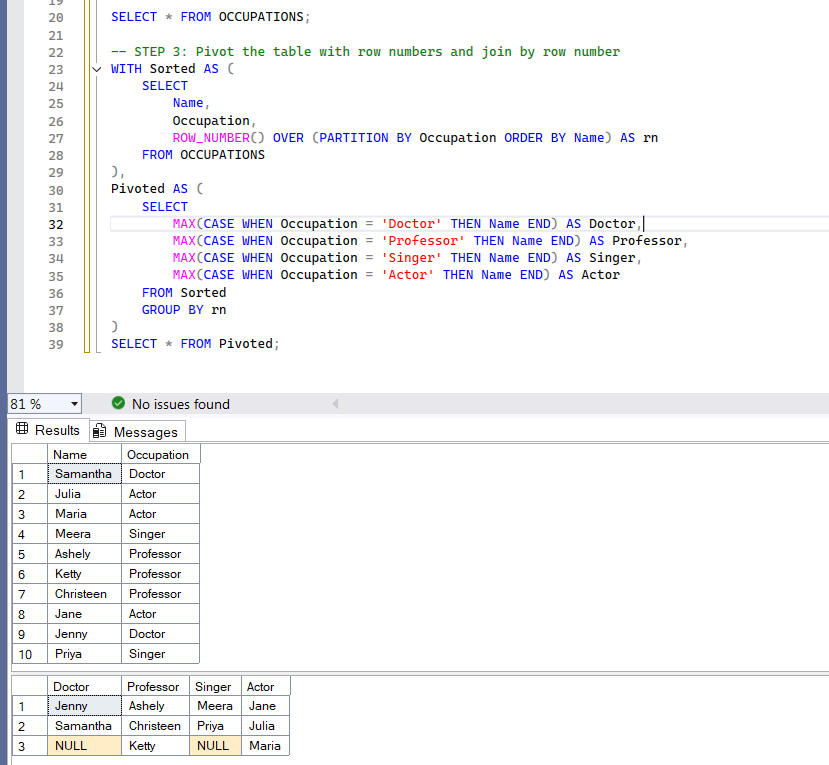 19
20 SELECT * FROM OCCUPATIONS;
21
22 -- STEP 3: Pivot the table with row numbers and join by row number
23 WITH Sorted AS (
24 SELECT
25 Name,
26 Occupation,
27 ROW_NUMBER() OVER (PARTITION BY Occupation ORDER BY Name) AS rn
28 FROM OCCUPATIONS
29 ),
30 Pivoted AS (
31 SELECT
32 MAX(CASE WHEN Occupation = 'Doctor' THEN Name END) AS Doctor,
33 MAX(CASE WHEN Occupation = 'Professor' THEN Name END) AS Professor,
34 MAX(CASE WHEN Occupation = 'Singer' THEN Name END) AS Singer,
35 MAX(CASE WHEN Occupation = 'Actor' THEN Name END) AS Actor
36 FROM Sorted
37 GROUP BY rn
38 )
39 SELECT * FROM Pivoted;
81 % No issues found
Results Messages
Name Occupation
1 Samantha Doctor
2 Julia Actor
3 Maria Actor
4 Meera Singer
5 Ashely Professor
6 Ketty Professor
7 Christeen Professor
8 Jane Actor
9 Jenny Doctor
10 Priya Singer
Doctor Professor Singer Actor
1 Jenny Ashely Meera Jane
2 Samantha Christeen Priya Julia
3 NULL Ketty NULL Maria